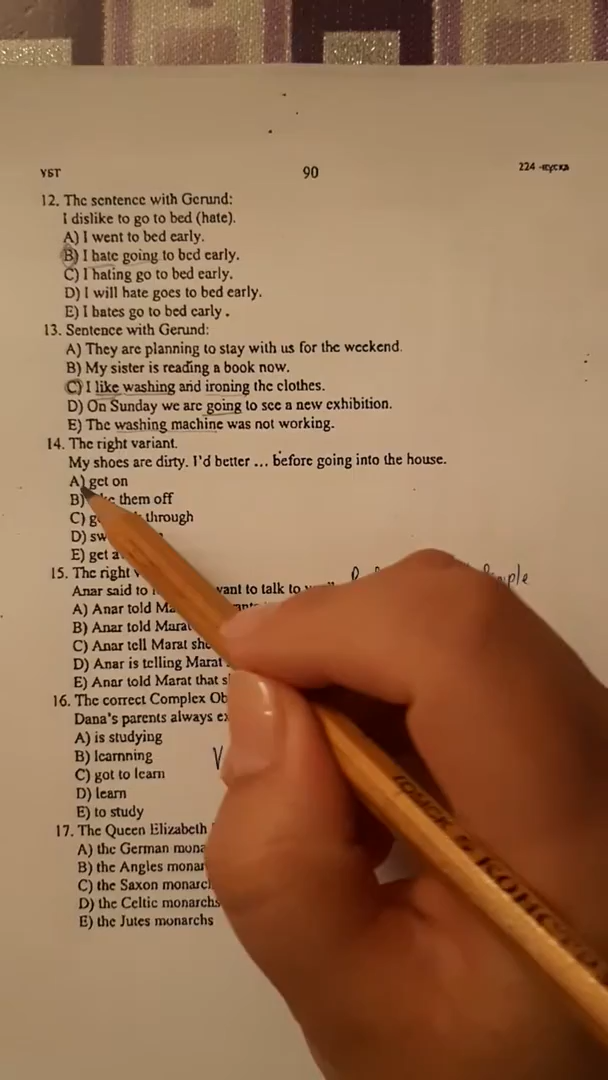 УБТ 90 224 -нұсқа
12. The sentence with Gerund:
I dislike to go to bed (hate).
A) I went to bed early.
B) I hate going to bed early.
C) I hating go to bed early.
D) I will hate goes to bed early.
E) I hates go to bed early .
13. Sentence with Gerund:
A) They are planning to stay with us for the weekend.
B) My sister is reading a book now.
C) I like washing and ironing the clothes.
D) On Sunday we are going to see a new exhibition.
E) The washing machine was not working.
14. The right variant.
My shoes are dirty. I'd better ... before going into the house.
A) get on
B) them off
C) through
D)
E) get
15. The right
Anar said to want to talk to
A) Anar told
B) Anar told Marat
C) Anar tell Marat
D) Anar is telling Marat
E) Anar told Marat that
16. The correct Complex
Dana's parents always
A) is studying
B) learnning
C) got to learn
D) learn
E) to study
V
17. The Queen Elizabeth
A) the German
B) the Angles
C) the Saxon
D) the Celtic monarchs
E) the Jutes monarchs